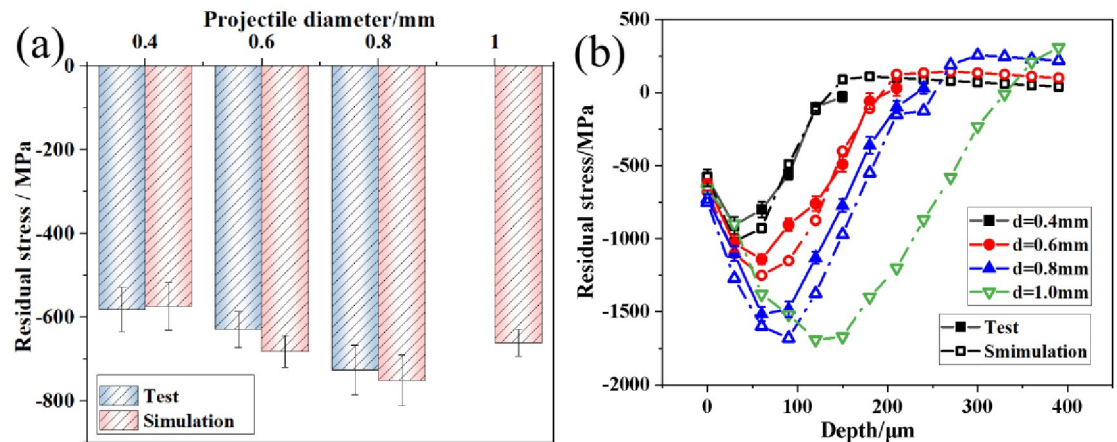 (a)
Projectile diameter/mm
0.4 0.6 0.8 1
0
-200
-400
-600
-800
Residual stress / MPa
Test
Simulation
(b)
500
0
-500
-1000
-1500
-2000
Residual stress/MPa
d=0.4mm
d=0.6mm
d=0.8mm
d=1.0mm
Test
Smimulation
0 100 200 300 400
Depth/μm